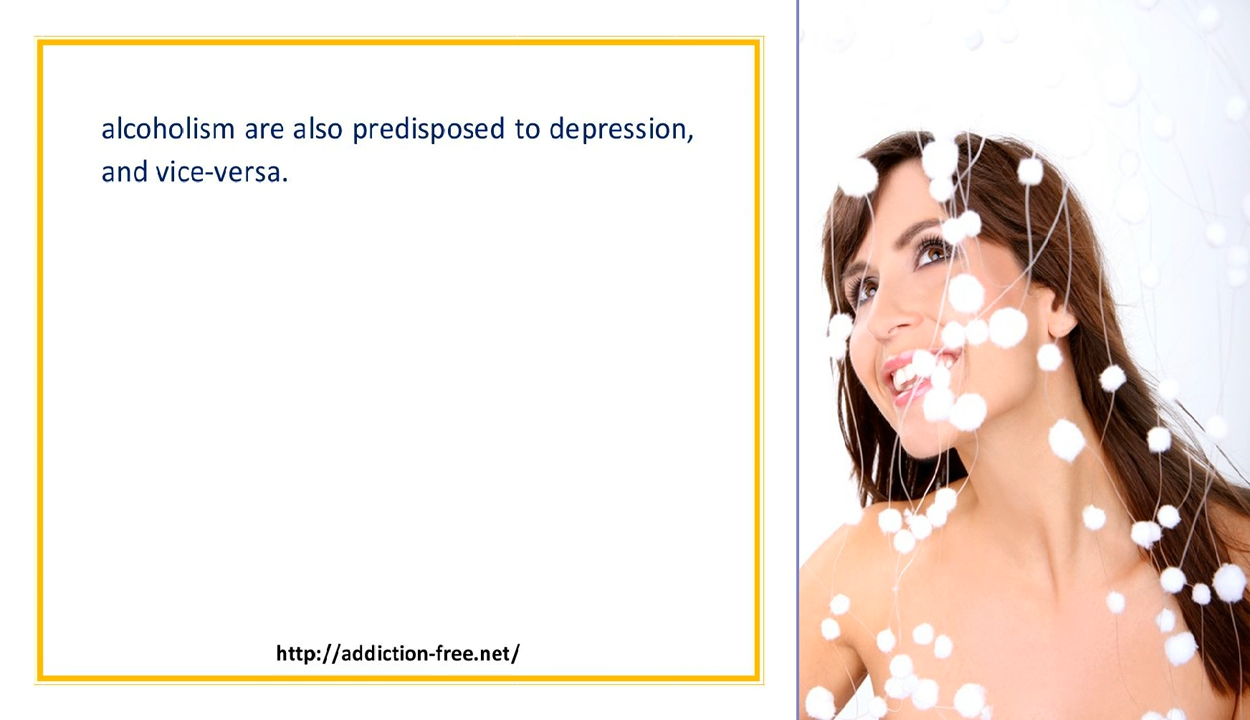 alcoholism are also predisposed to depression,
and vice-versa.
http://addiction-free.net/